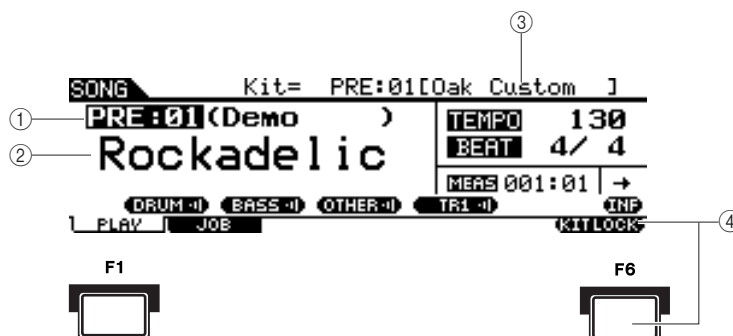 ③
SONG Kit= PRE:01[Oak Custom ]
① PRE:01(Demo ) TEMPO 130
② Rockadelic BEAT 4/ 4
MEAS 001:01 →
DRUM BASS OTHER TR1 INP
PLAY JOB KITLOCK ④
F1 F6